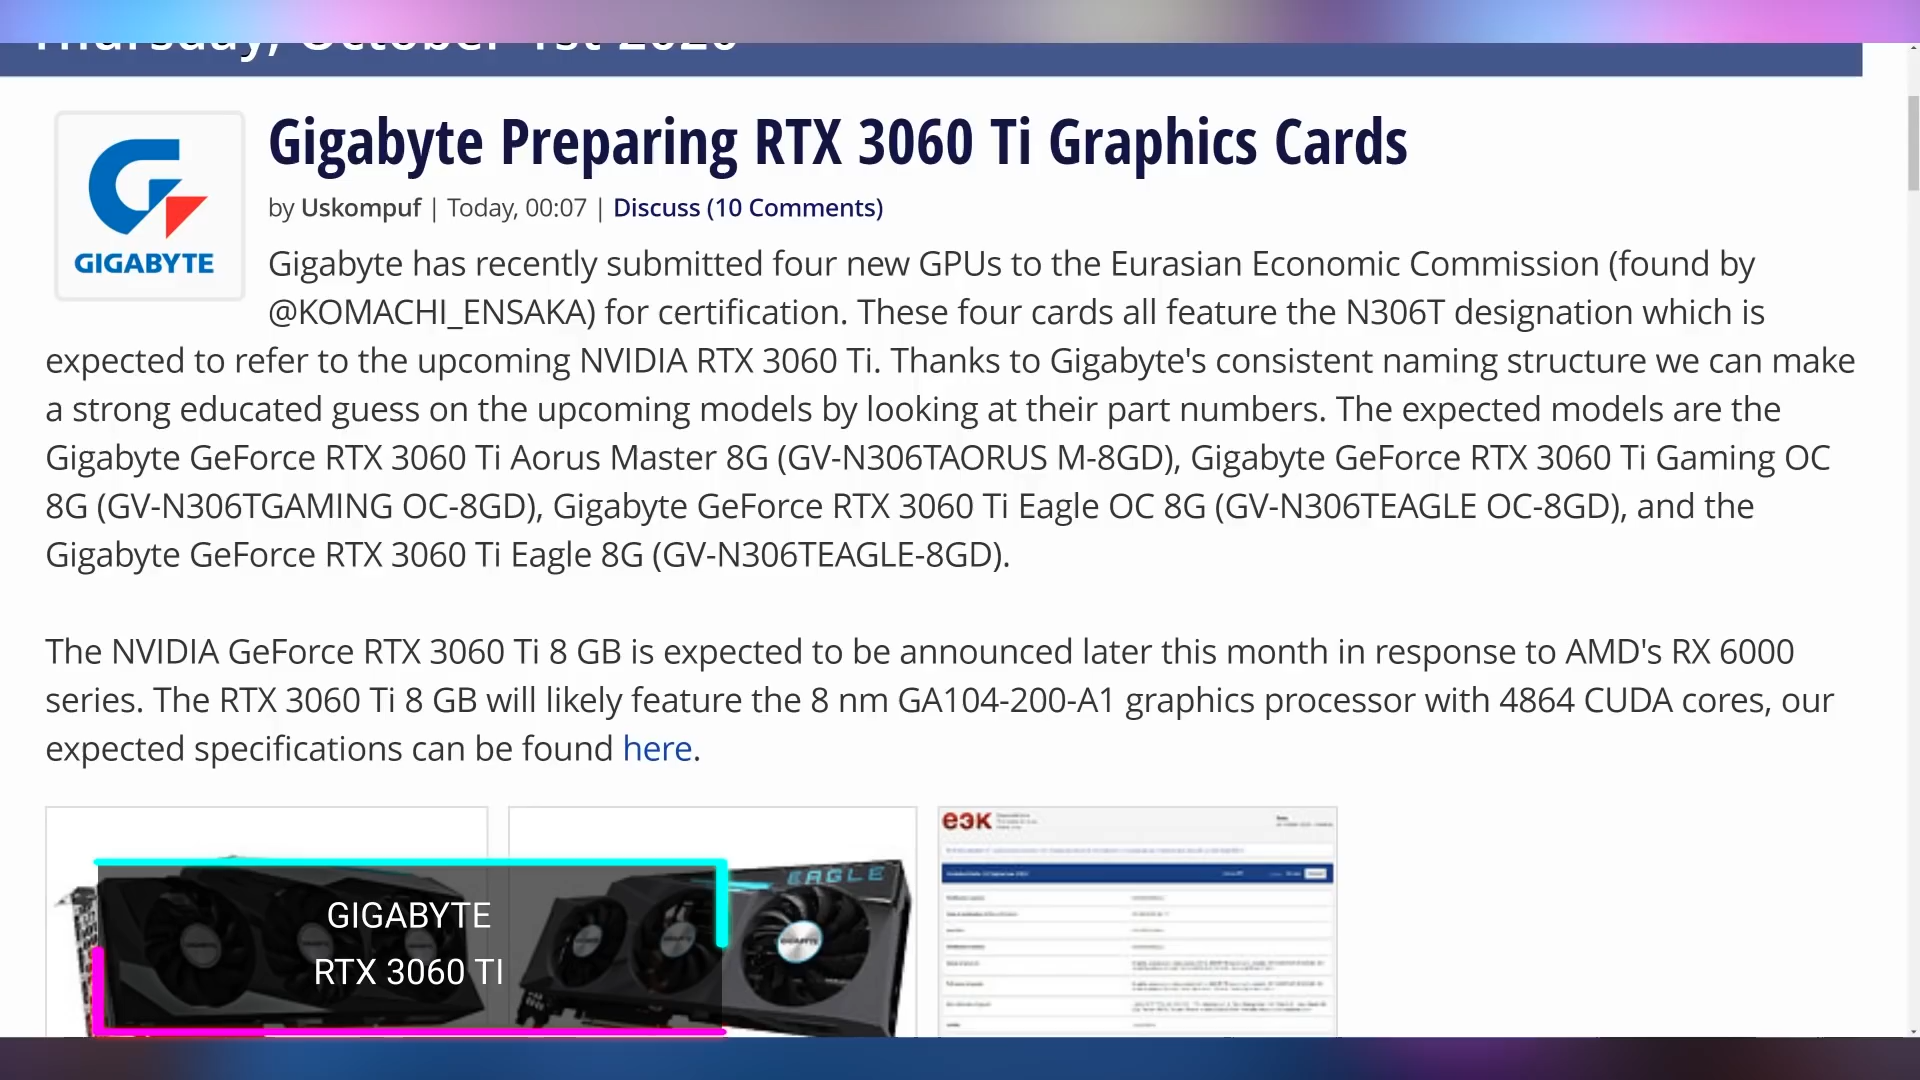 Thursday, October 1st 2020
Gigabyte Preparing RTX 3060 Ti Graphics Cards
by Uskompuf | Today, 00:07 | Discuss (10 Comments)
GIGABYTE
Gigabyte has recently submitted four new GPUs to the Eurasian Economic Commission (found by
@KOMACHI_ENSAKA) for certification. These four cards all feature the N306T designation which is
expected to refer to the upcoming NVIDIA RTX 3060 Ti. Thanks to Gigabyte's consistent naming structure we can make
a strong educated guess on the upcoming models by looking at their part numbers. The expected models are the
Gigabyte GeForce RTX 3060 Ti Aorus Master 8G (GV-N306TAORUS M-8GD), Gigabyte GeForce RTX 3060 Ti Gaming OC
8G (GV-N306TGAMING OC-8GD), Gigabyte GeForce RTX 3060 Ti Eagle OC 8G (GV-N306TEAGLE OC-8GD), and the
Gigabyte GeForce RTX 3060 Ti Eagle 8G (GV-N306TEAGLE-8GD).
The NVIDIA GeForce RTX 3060 Ti 8 GB is expected to be announced later this month in response to AMD's RX 6000
series. The RTX 3060 Ti 8 GB will likely feature the 8 nm GA104-200-A1 graphics processor with 4864 CUDA cores, our
expected specifications can be found here.
EAGLE
GIGABYTE
еэк
GIGABYTE
RTX 3060 TI